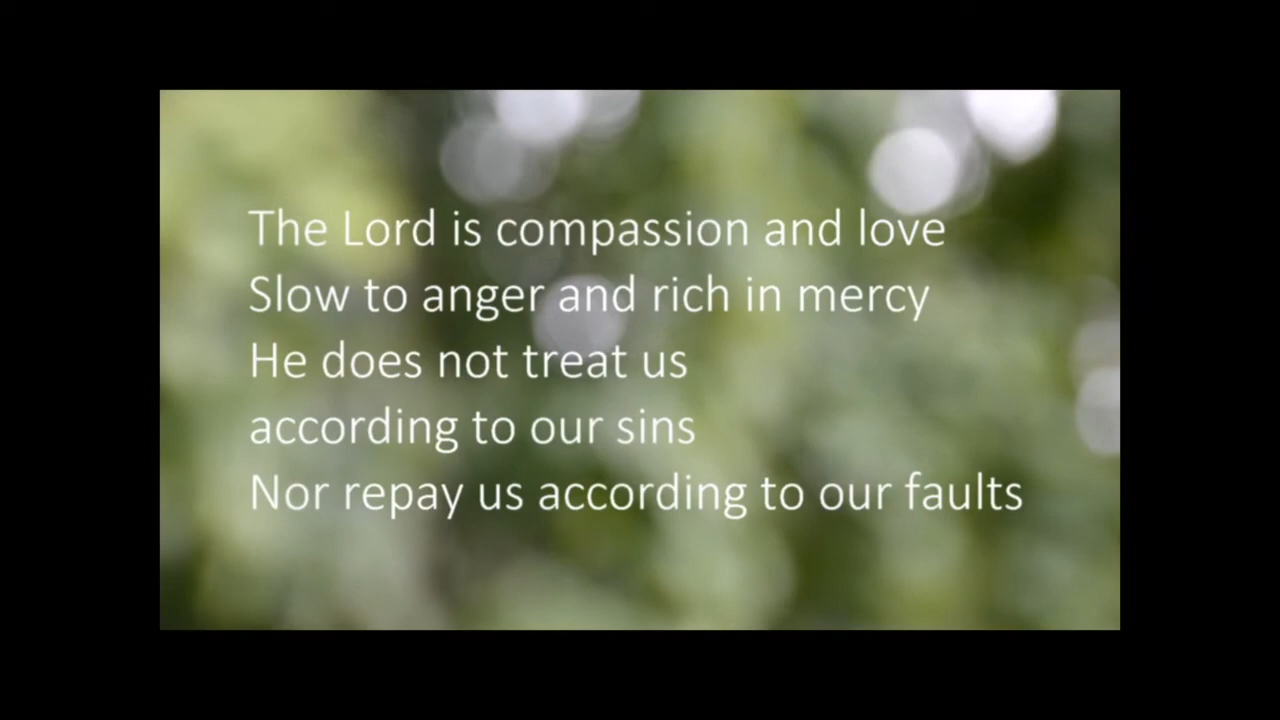 The Lord is compassion and love
Slow to anger and rich in mercy
He does not treat us
according to our sins
Nor repay us according to our faults